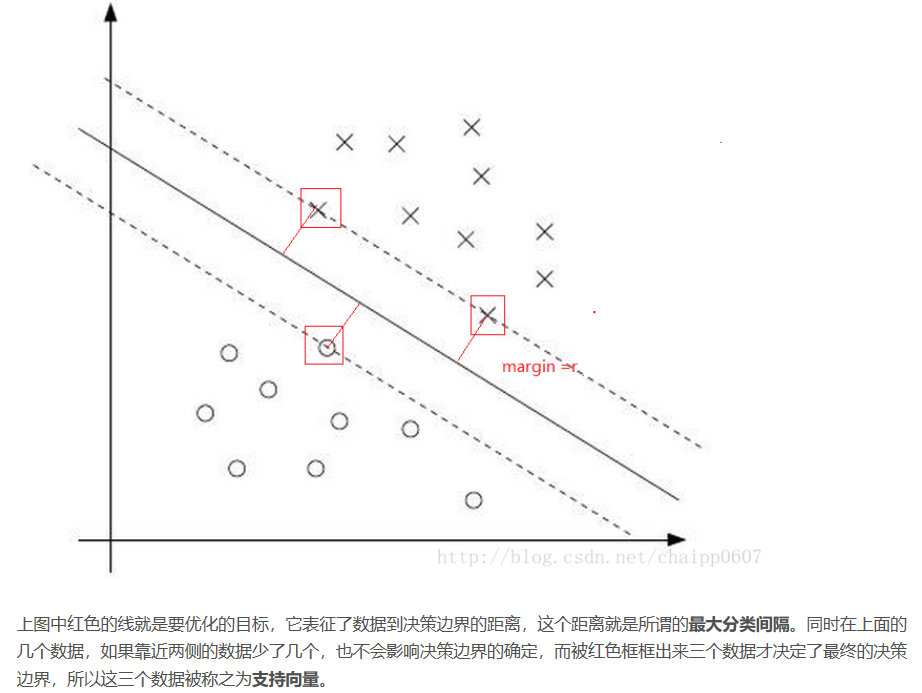 margin =r
http://blog.csdn.net/chaipp0607
上图中红色的线就是要优化的目标，它表征了数据到决策边界的距离，这个距离就是所谓的最大分类间隔。同时在上面的
几个数据，如果靠近两侧的数据少了几个，也不会影响决策边界的确定，而被红色框框出来三个数据才决定了最终的决策
边界，所以这三个数据被称之为支持向量。